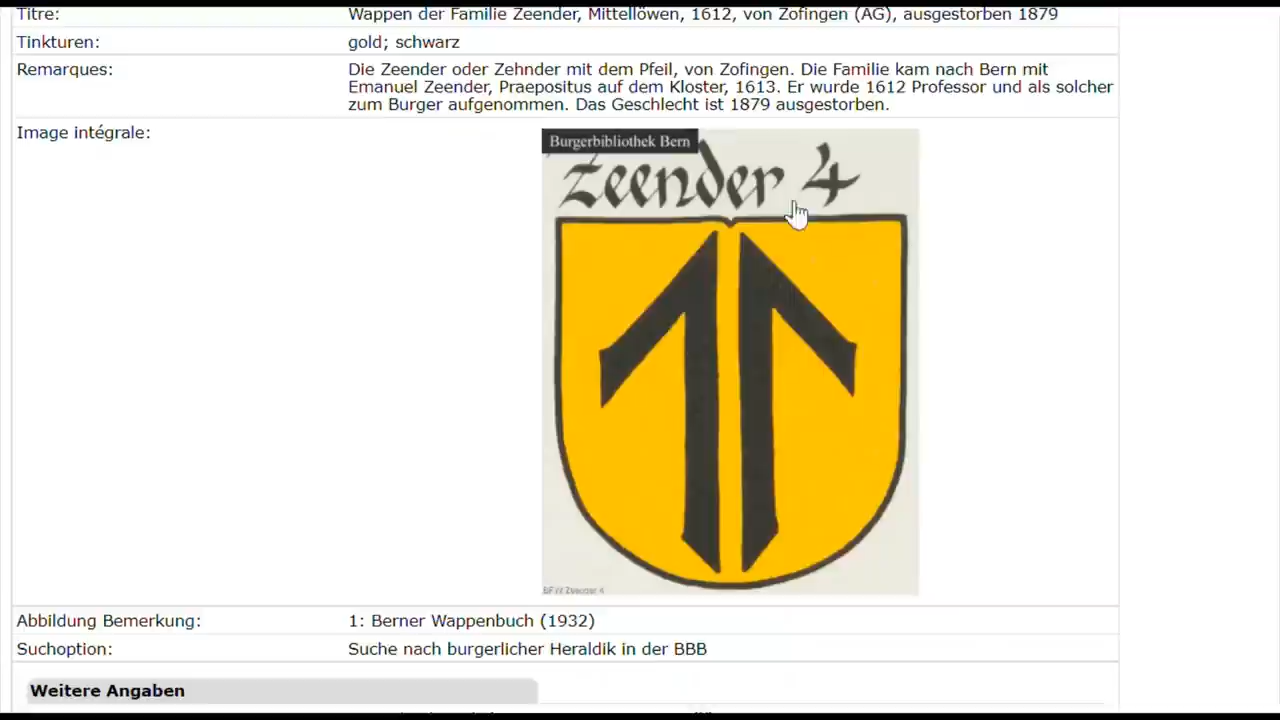 Titre: Wappen der Familie Zeender, Mittellöwen, 1612, von Zofingen (AG), ausgestorben 1879
Tinkturen: gold; schwarz
Remarques: Die Zeender oder Zehnder mit dem Pfeil, von Zofingen. Die Familie kam nach Bern mit
Emanuel Zeender, Praepositus auf dem Kloster, 1613. Er wurde 1612 Professor und als solcher
zum Burger aufgenommen. Das Geschlecht ist 1879 ausgestorben.
Image intégrale:
Burgerbibliothek Bern
Zeender 4
Abbildung Bemerkung: 1: Berner Wappenbuch (1932)
Suchoption: Suche nach burgerlicher Heraldik in der BBB
Weitere Angaben